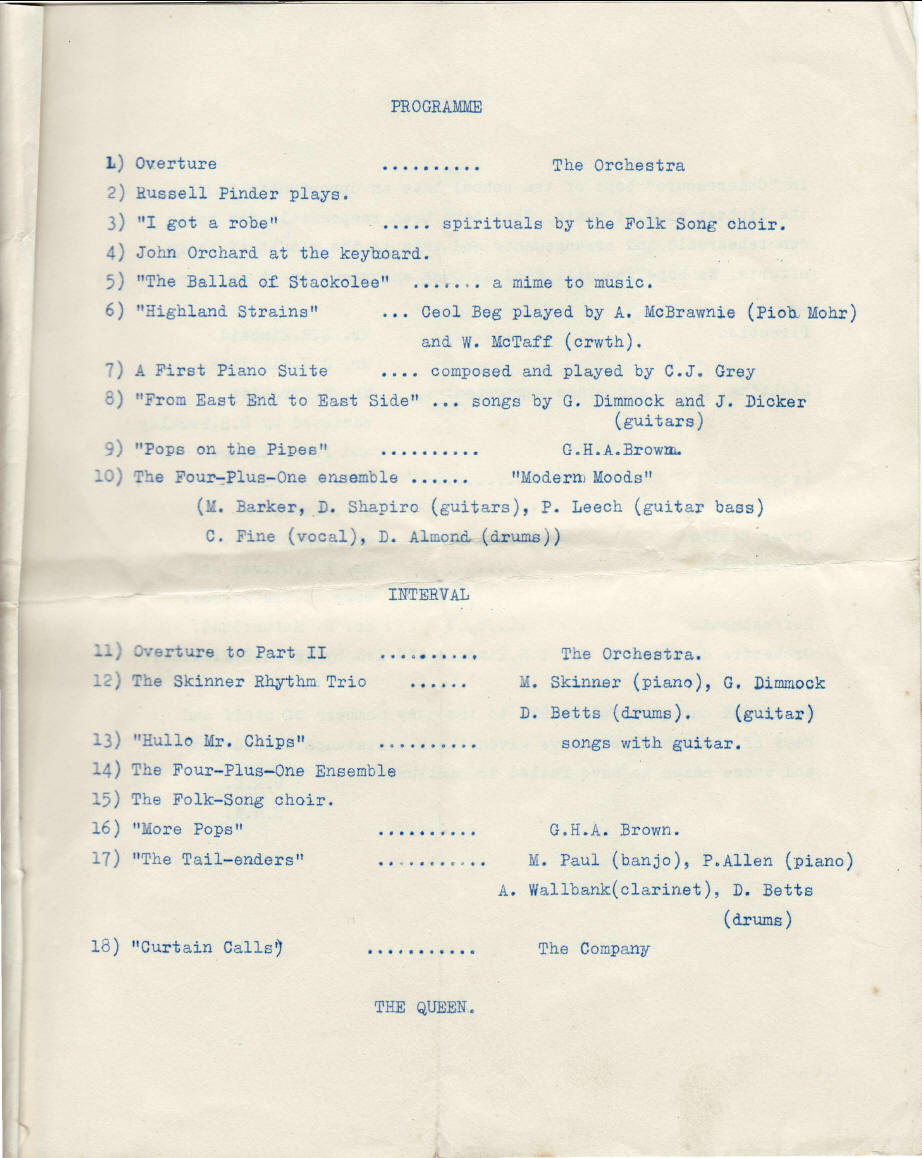 PROGRAMME
1) Overture .......... The Orchestra
2) Russell Pinder plays.
3) "I got a robe" ..... spirituals by the Folk Song choir.
4) John Orchard at the keyboard.
5) "The Ballad of Stackolee" ....... a mime to music.
6) "Highland Strains" ... Ceol Beg played by A. McBrawnie (Piob Mohr)
and W. McTaff (crwth).
7) A First Piano Suite .... composed and played by C.J. Grey
8) "From East End to East Side" ... songs by G. Dimmock and J. Dicker
(guitars)
9) "Pops on the Pipes" .......... G.H.A.Brown.
10) The Four-Plus-One ensemble ...... "Modern Moods"
(M. Barker, D. Shapiro (guitars), P. Leech (guitar bass)
C. Fine (vocal), D. Almond (drums))
INTERVAL
11) Overture to Part II .......... The Orchestra.
12) The Skinner Rhythm Trio ...... M. Skinner (piano), G. Dimmock
D. Betts (drums). (guitar)
13) "Hullo Mr. Chips" .......... songs with guitar.
14) The Four-Plus-One Ensemble
15) The Folk-Song choir.
16) "More Pops" .......... G.H.A. Brown.
17) "The Tail-enders" ........... M. Paul (banjo), P.Allen (piano)
A. Wallbank(clarinet), D. Betts
(drums)
18) "Curtain Calls") ........... The Company
THE QUEEN.